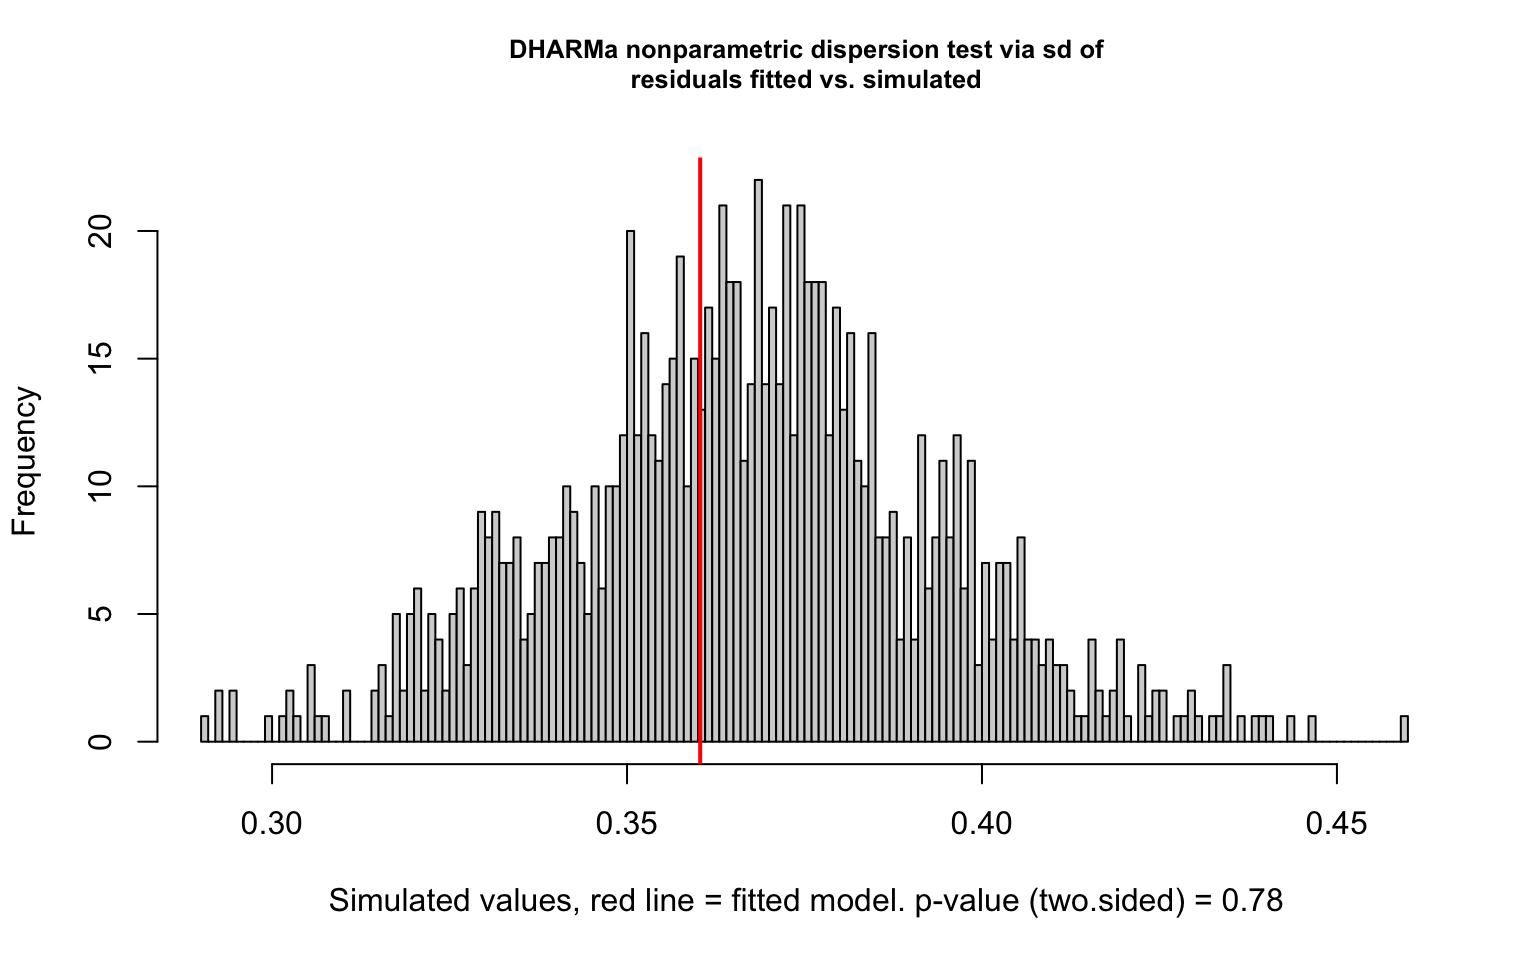 DHARMa nonparametric dispersion test via sd of
residuals fitted vs. simulated
Frequency
20
15
10
5
0
0.30 0.35 0.40 0.45
Simulated values, red line = fitted model. p-value (two.sided) = 0.78